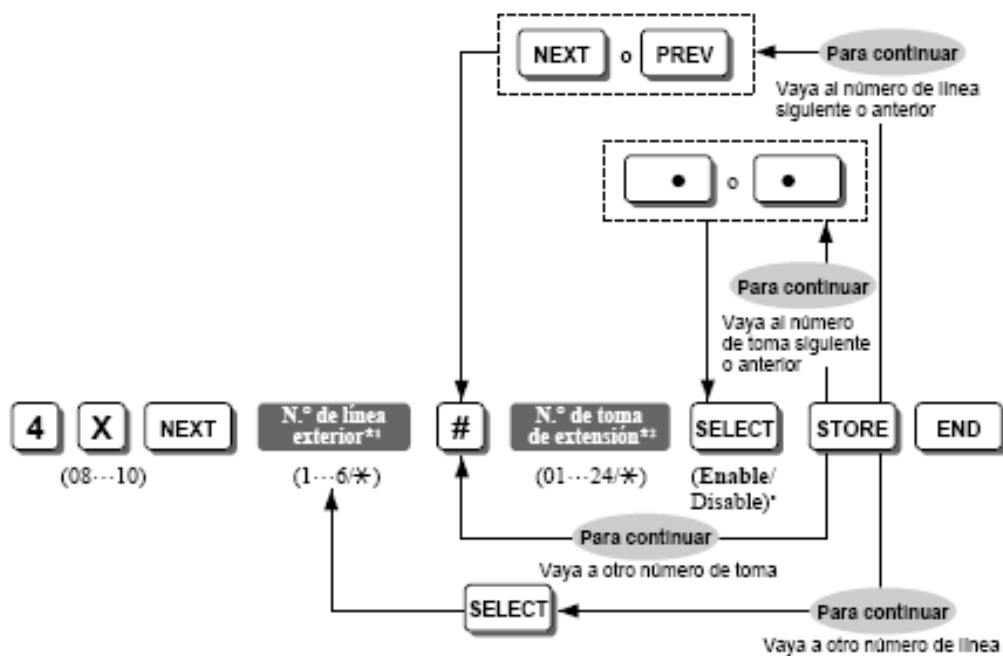 NEXT o PREV
Para continuar
Vaya al número de línea
siguiente o anterior
o
Para continuar
Vaya al número
de toma siguiente
o anterior
4 X NEXT
N.° de línea
exterior*1
#
N.° de toma
de extensión*2
SELECT STORE END
(08···10)
(1···6/*)
(01···24/*)
(Enable/
Disable)*
Para continuar
Vaya a otro número de toma
SELECT
Para continuar
Vaya a otro número de línea